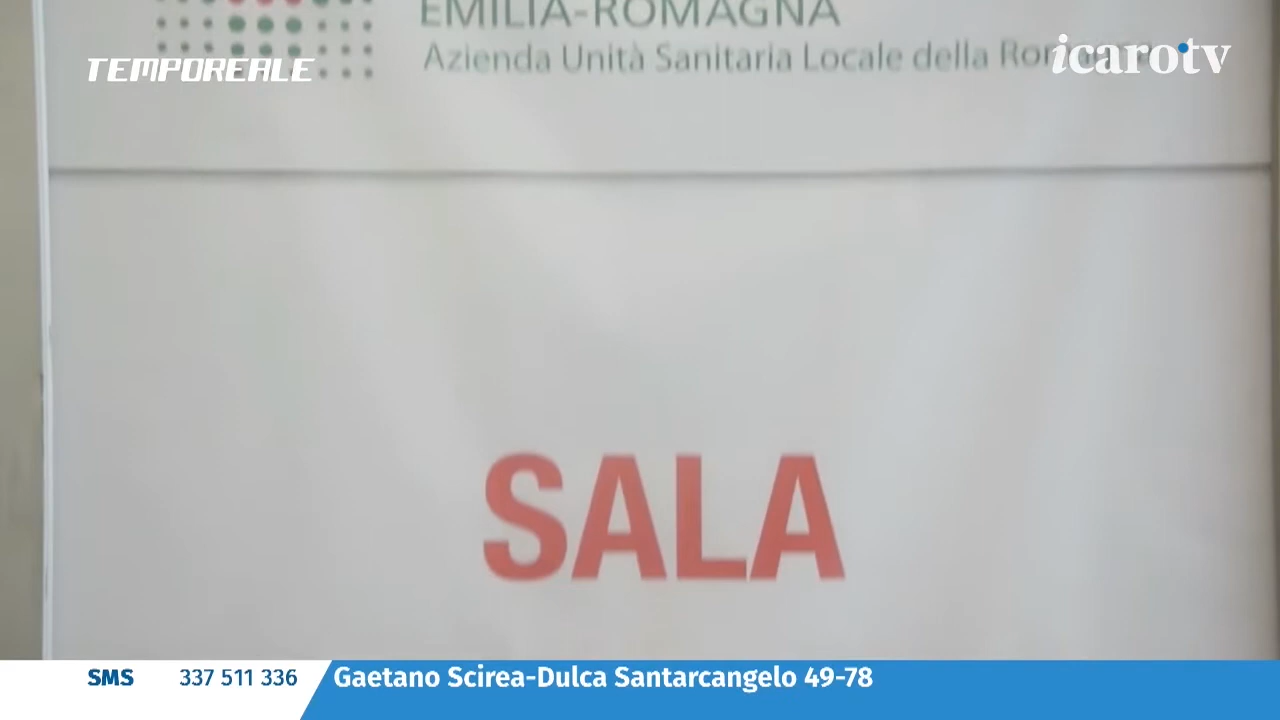 EMILIA-ROMAGNA
Azienda Unità Sanitaria Locale della Romagna
TEMPOREALE
icarotv
SALA
SMS 337 511 336
Gaetano Scirea-Dulca Santarcangelo 49-78